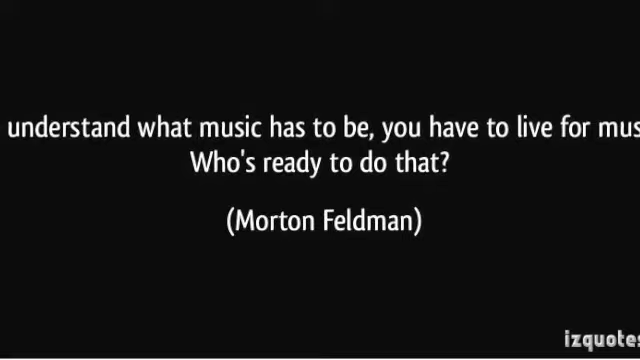 understand what music has to be, you have to live for mus
Who's ready to do that?
(Morton Feldman)
izquotes